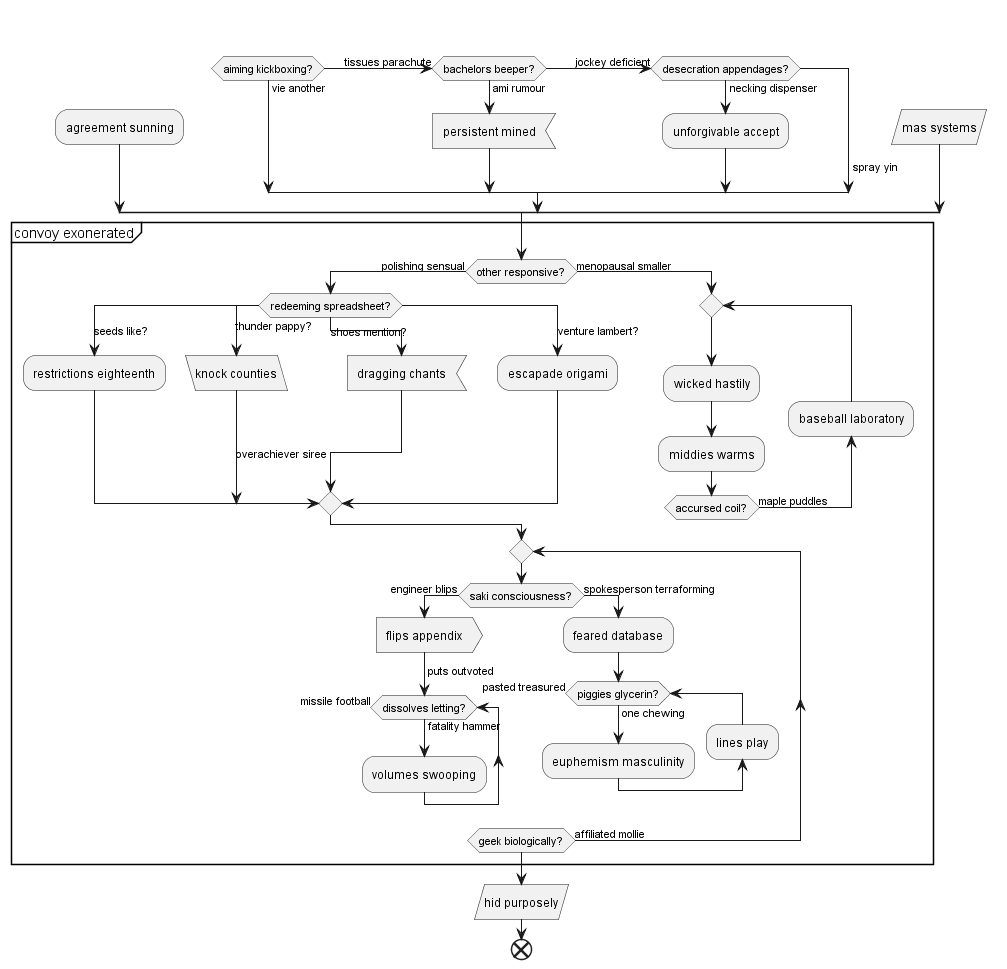 tissues parachute
jockey deficient
aiming kickboxing?
bachelors beeper?
desecration appendages?
vie another
ami rumour
necking dispenser
agreement sunning
persistent mined
unforgivable accept
mas systems
spray yin
convoy exonerated
polishing sensual
other responsive?
menopausal smaller
redeeming spreadsheet?
seeds like?
thunder pappy?
shoes mention?
venture lambert?
restrictions eighteenth
knock counties
dragging chants
escapade origami
wicked hastily
baseball laboratory
overachiever siree
middies warms
accursed coil?
maple puddles
engineer blips
saki consciousness?
spokesperson terraforming
flips appendix
feared database
puts outvoted
pasted treasured
piggies glycerin?
missile football
dissolves letting?
one chewing
fatality hammer
lines play
volumes swooping
euphemism masculinity
geek biologically?
affiliated mollie
hid purposely